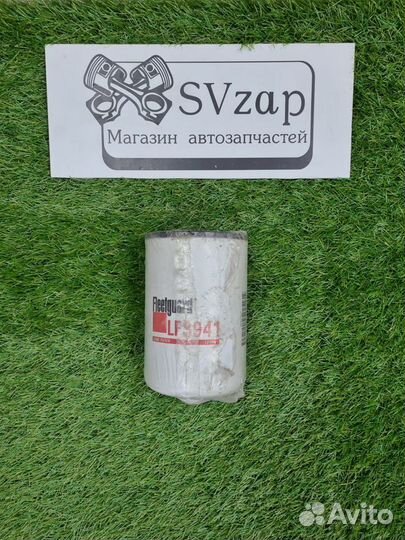 SVzap
Магазин автозапчастей
Fleetguard
LF3941
Avito